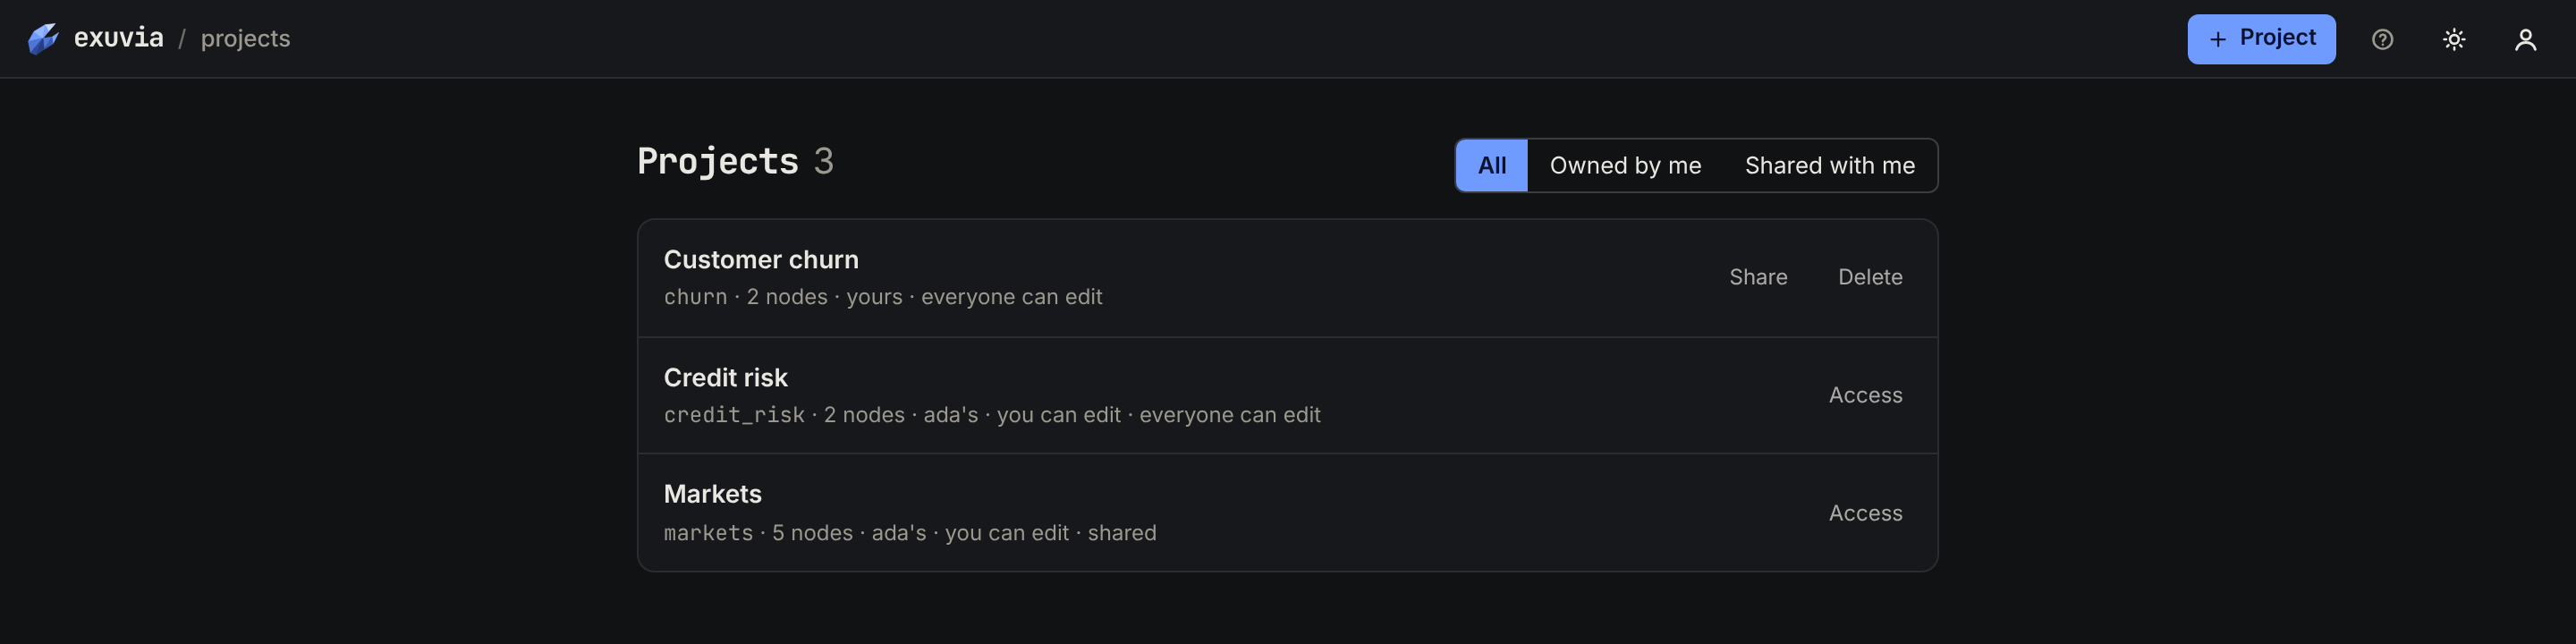 exuvia / projects
+ Project
Projects 3
All Owned by me Shared with me
Customer churn
churn · 2 nodes · yours · everyone can edit
Share Delete
Credit risk
credit_risk · 2 nodes · ada's · you can edit · everyone can edit
Access
Markets
markets · 5 nodes · ada's · you can edit · shared
Access